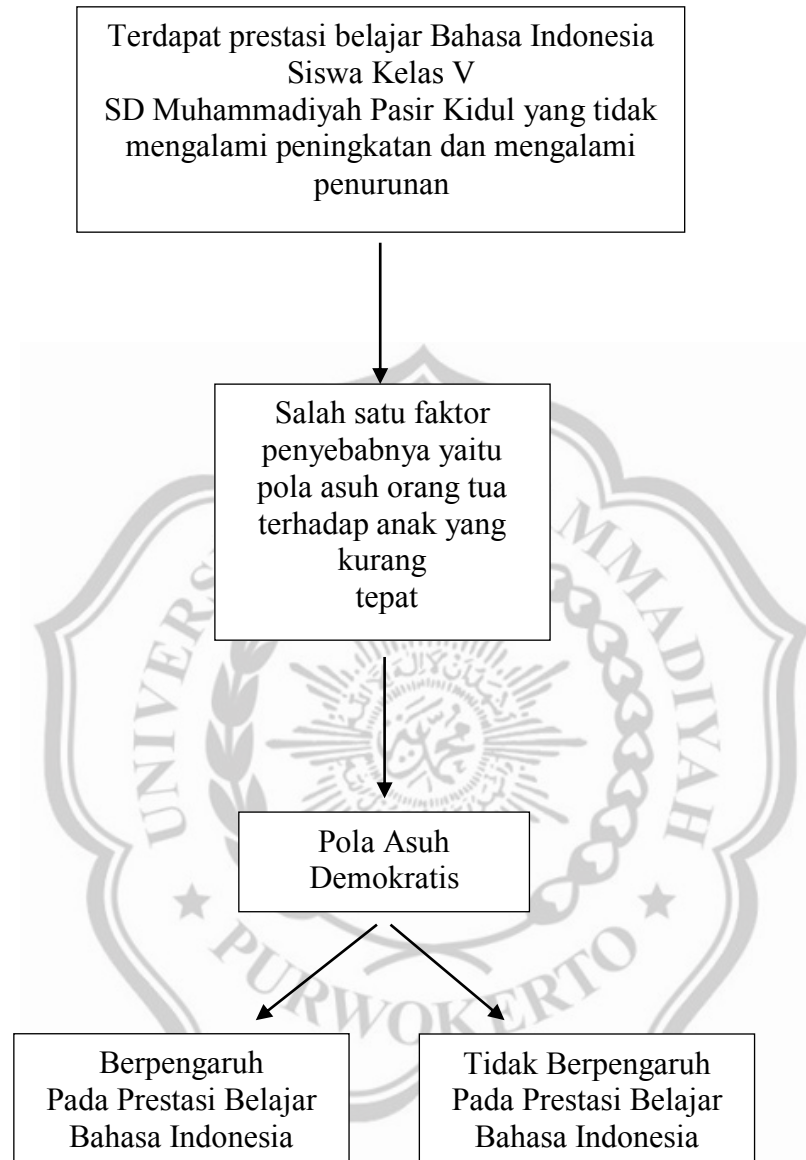 Terdapat prestasi belajar Bahasa Indonesia
Siswa Kelas V
SD Muhammadiyah Pasir Kidul yang tidak
mengalami peningkatan dan mengalami
penurunan
Salah satu faktor
penyebabnya yaitu
pola asuh orang tua
terhadap anak yang
kurang
tepat
Pola Asuh
Demokratis
Berpengaruh
Pada Prestasi Belajar
Bahasa Indonesia
Tidak Berpengaruh
Pada Prestasi Belajar
Bahasa Indonesia
PURWOKERTO